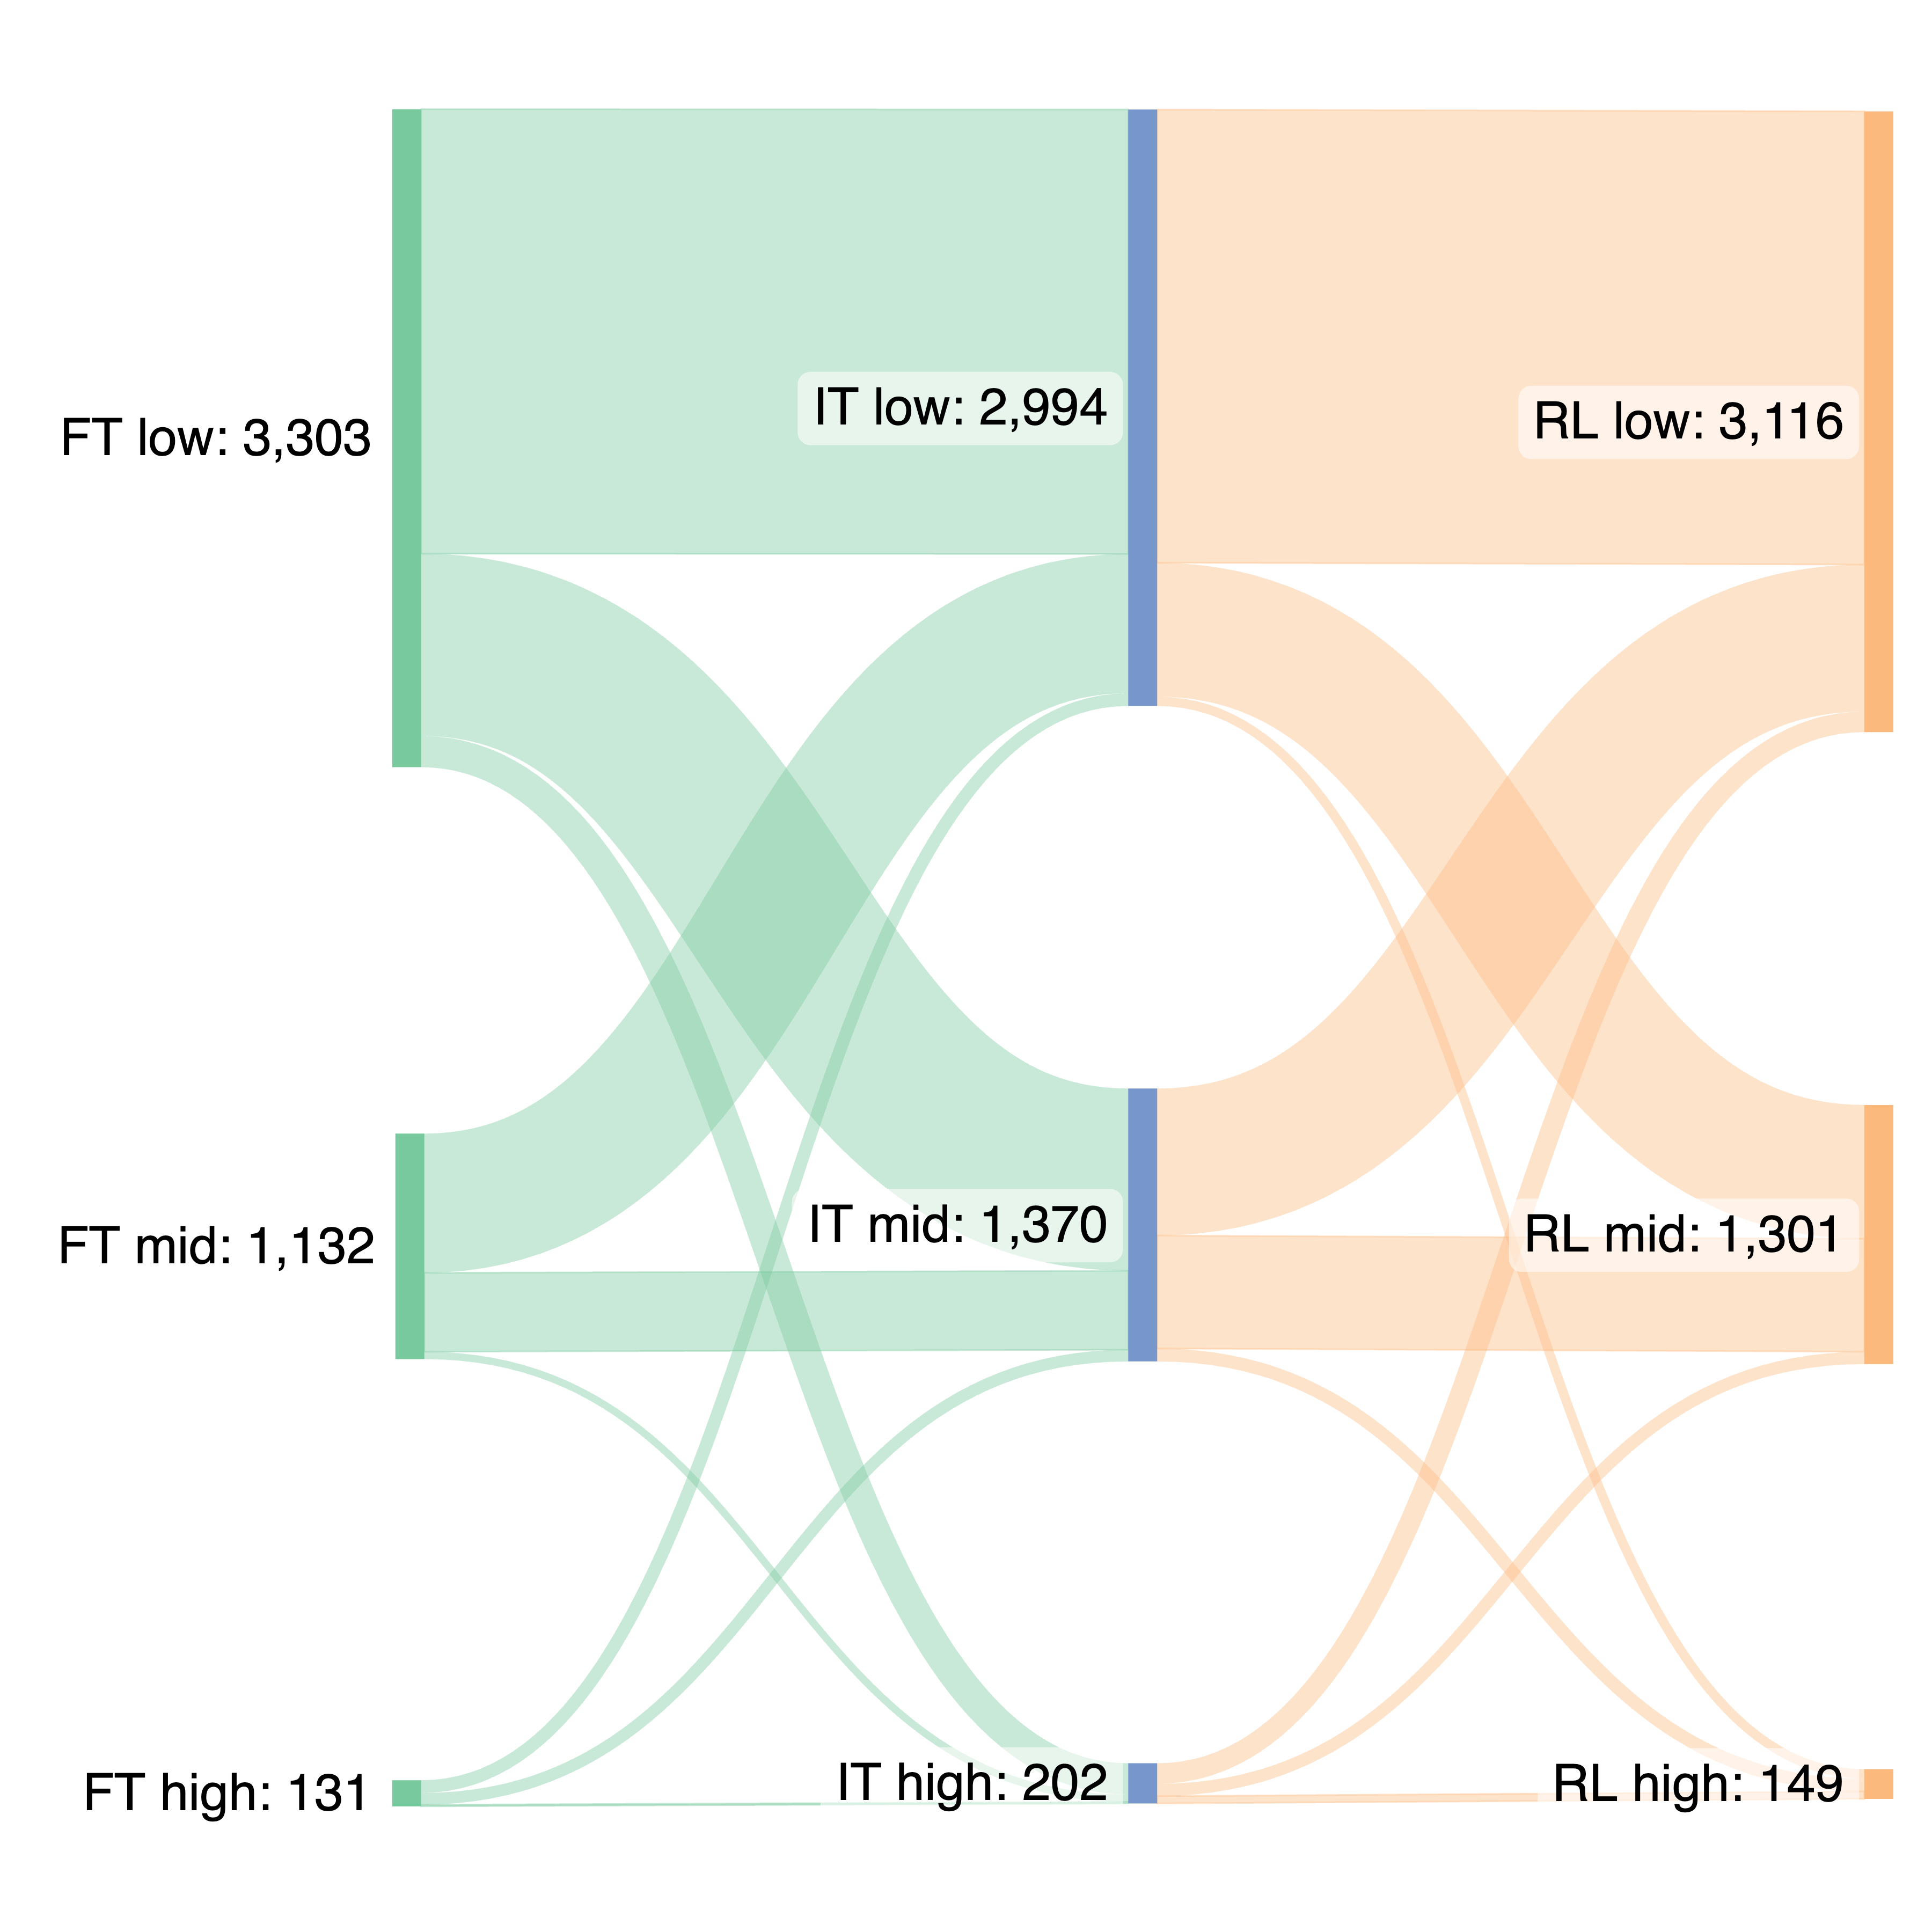 FT low: 3,303
IT low: 2,994
RL low: 3,116
FT mid: 1,132
IT mid: 1,370
RL mid: 1,301
FT high: 131
IT high: 202
RL high: 149